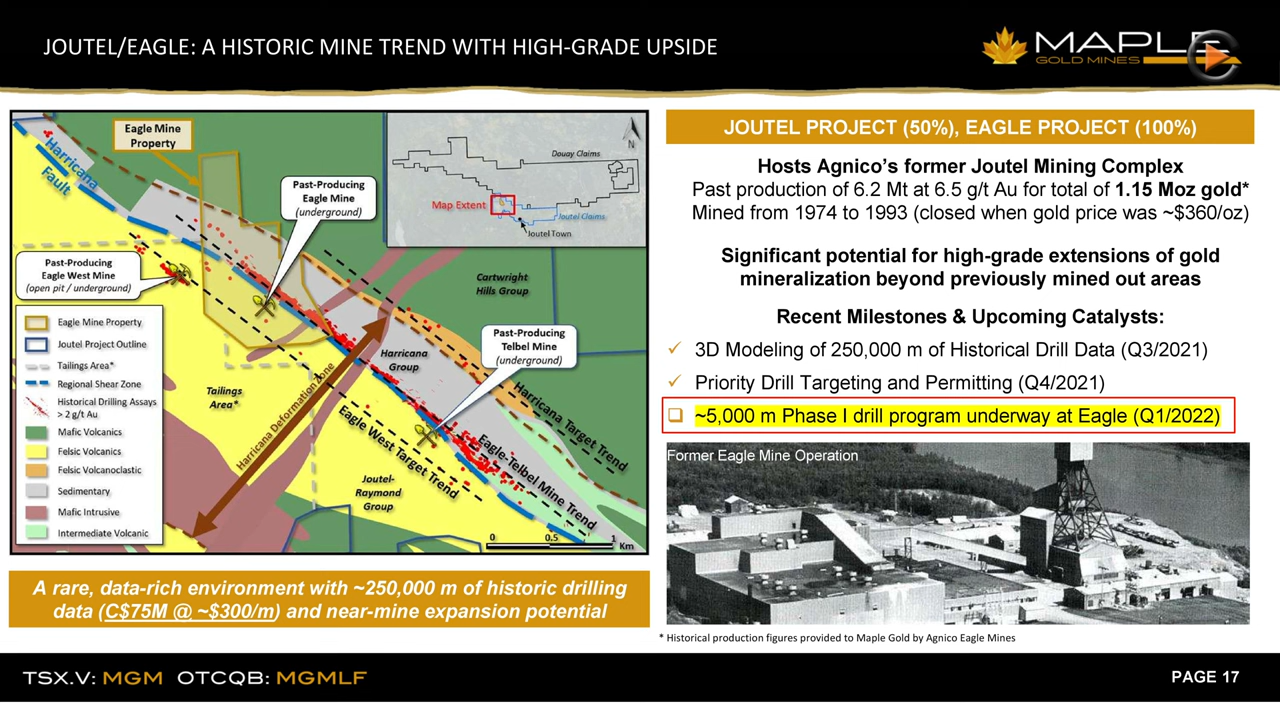 JOUTEL/EAGLE: A HISTORIC MINE TREND WITH HIGH-GRADE UPSIDE
MAPLE
GOLD MINES
Eagle Mine
Property
Harricana
Fault
Past-Producing
Eagle Mine
(underground)
N
Douay Claims
Map Extent
Joutel Claims
Joutel Town
Past-Producing
Eagle West Mine
(open pit / underground)
Cartwright
Hills Group
Past-Producing
Telbel Mine
(underground)
Harricana
Group
Eagle Mine Property
Joutel Project Outline
Tailings Area*
Regional Shear Zone
Historical Drilling Assays
> 2 g/t Au
Mafic Volcanics
Felsic Volcanics
Felsic Volcanoclastic
Sedimentary
Mafic Intrusive
Intermediate Volcanic
Tailings
Area*
Harricana Deformation Zone
Harricana Target Trend
Eagle West Target Trend
Eagle-Telbel Mine Trend
Joutel-
Raymond
Group
0 0.5 1
Km
A rare, data-rich environment with ~250,000 m of historic drilling
data (C$75M @ ~$300/m) and near-mine expansion potential
JOUTEL PROJECT (50%), EAGLE PROJECT (100%)
Hosts Agnico’s former Joutel Mining Complex
Past production of 6.2 Mt at 6.5 g/t Au for total of 1.15 Moz gold*
Mined from 1974 to 1993 (closed when gold price was ~$360/oz)
Significant potential for high-grade extensions of gold
mineralization beyond previously mined out areas
Recent Milestones & Upcoming Catalysts:
✓ 3D Modeling of 250,000 m of Historical Drill Data (Q3/2021)
✓ Priority Drill Targeting and Permitting (Q4/2021)
❑ ~5,000 m Phase I drill program underway at Eagle (Q1/2022)
Former Eagle Mine Operation
* Historical production figures provided to Maple Gold by Agnico Eagle Mines
TSX.V: MGM OTCQB: MGMLF
PAGE 17